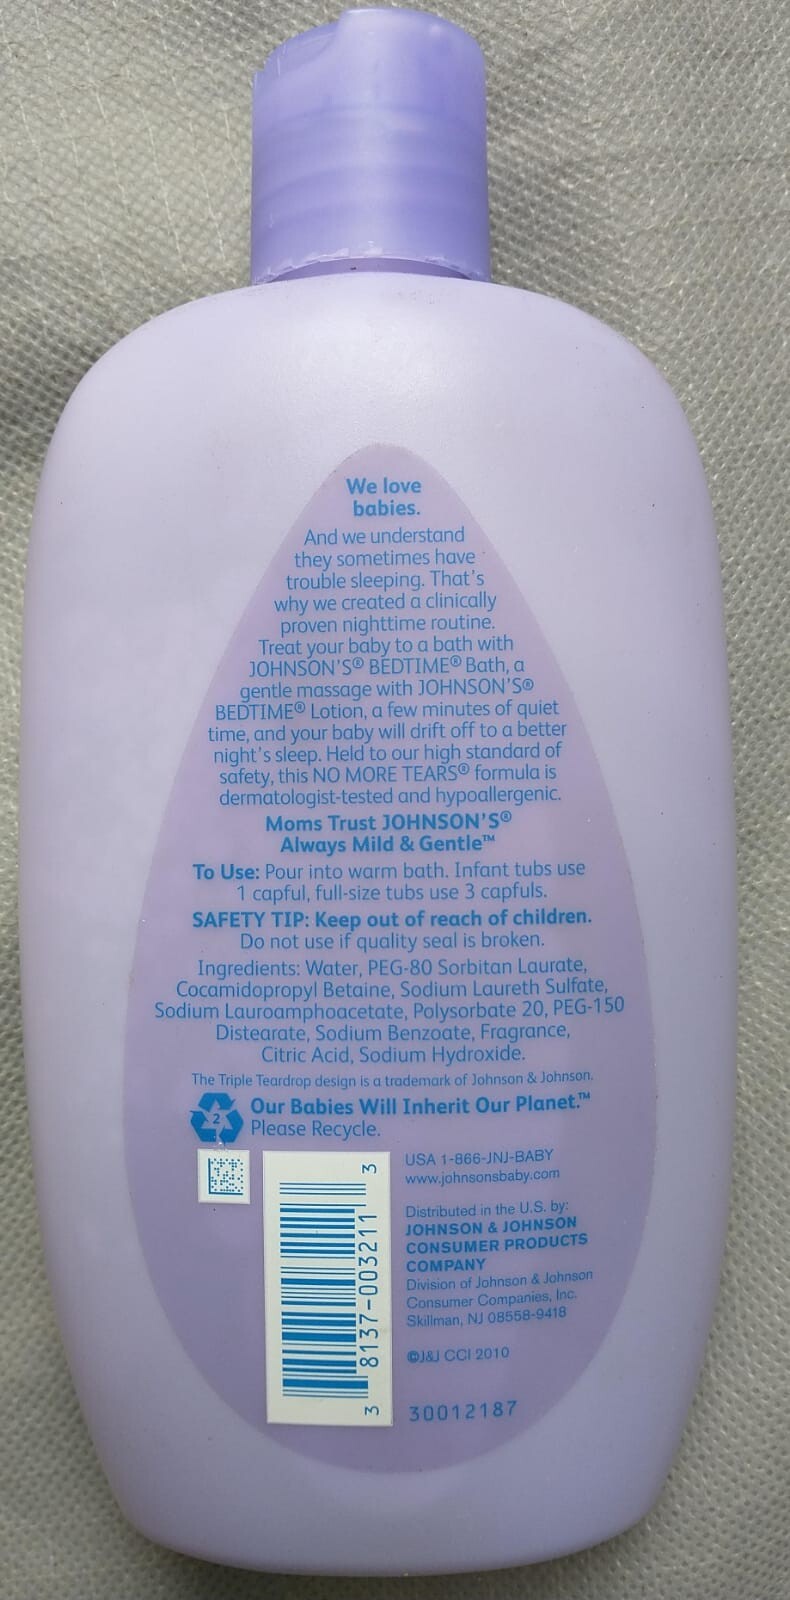 We love
babies.
And we understand
they sometimes have
trouble sleeping. That's
why we created a clinically
proven nighttime routine.
Treat your baby to a bath with
JOHNSON'S® BEDTIME® Bath, a
gentle massage with JOHNSON'S®
BEDTIME® Lotion, a few minutes of quiet
time, and your baby will drift off to a better
night's sleep. Held to our high standard of
safety, this NO MORE TEARS® formula is
dermatologist-tested and hypoallergenic.
Moms Trust JOHNSON'S®
Always Mild & Gentle™
To Use: Pour into warm bath. Infant tubs use
1 capful, full-size tubs use 3 capfuls.
SAFETY TIP: Keep out of reach of children.
Do not use if quality seal is broken.
Ingredients: Water, PEG-80 Sorbitan Laurate,
Cocamidopropyl Betaine, Sodium Laureth Sulfate,
Sodium Lauroamphoacetate, Polysorbate 20, PEG-150
Distearate, Sodium Benzoate, Fragrance,
Citric Acid, Sodium Hydroxide.
The Triple Teardrop design is a trademark of Johnson & Johnson.
2
Our Babies Will Inherit Our Planet.™
Please Recycle.
3 8137-003211 3
USA 1-866-JNJ-BABY
www.johnsonsbaby.com
Distributed in the U.S. by:
JOHNSON & JOHNSON
CONSUMER PRODUCTS
COMPANY
Division of Johnson & Johnson
Consumer Companies, Inc.
Skillman, NJ 08558-9418
©J&J CCI 2010
30012187